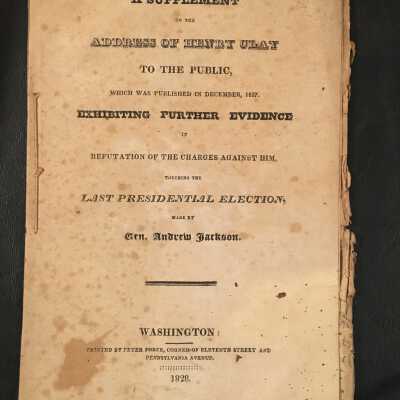 A SUPPLEMENT
TO THE
ADDRESS OF HENRY CLAY
TO THE PUBLIC,
WHICH WAS PUBLISHED IN DECEMBER, 1827.
EXHIBITING FURTHER EVIDENCE
IN
REFUTATION OF THE CHARGES AGAINST HIM,
TOUCHING THE
LAST PRESIDENTIAL ELECTION,
MADE BY
Gen. Andrew Jackson.
WASHINGTON:
PRINTED BY PETER FORCE, CORNER OF ELEVENTH STREET AND
PENNSYLVANIA AVENUE.
1828.